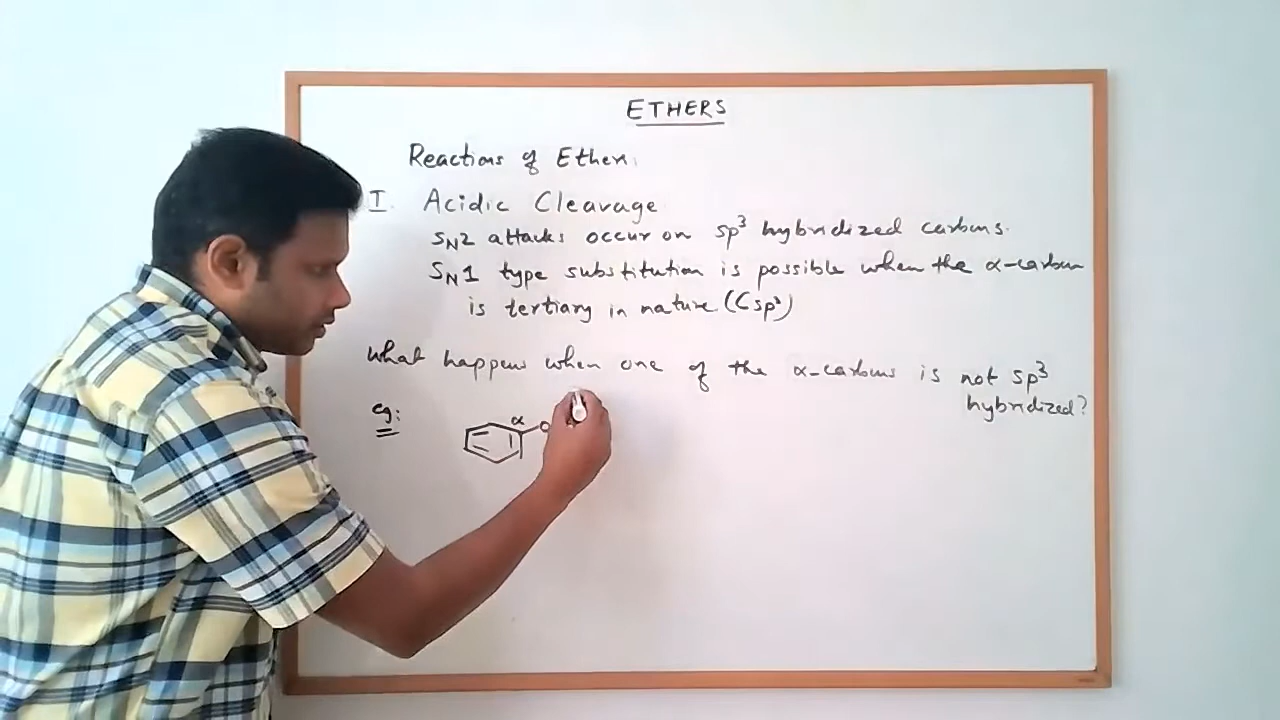 ETHERS
Reactions of Ethers.
I. Acidic Cleavage
SN2 attacks occur on sp³ hybridized carbons.
SN1 type substitution is possible when the α-carbon
is tertiary in nature (Csp³)
What happens when one of the α-carbons is not sp³
hybridized?
eg:
α
O